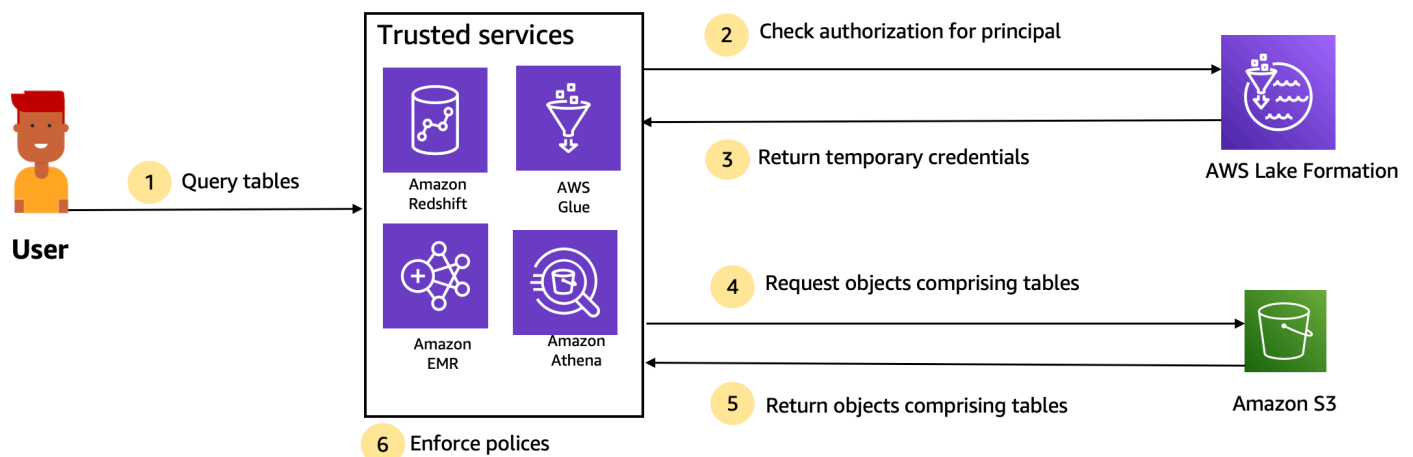 Trusted services
2 Check authorization for principal
Amazon
Redshift
AWS
Glue
3 Return temporary credentials
AWS Lake Formation
1 Query tables
User
4 Request objects comprising tables
Amazon
EMR
Amazon
Athena
5 Return objects comprising tables
Amazon S3
6 Enforce polices